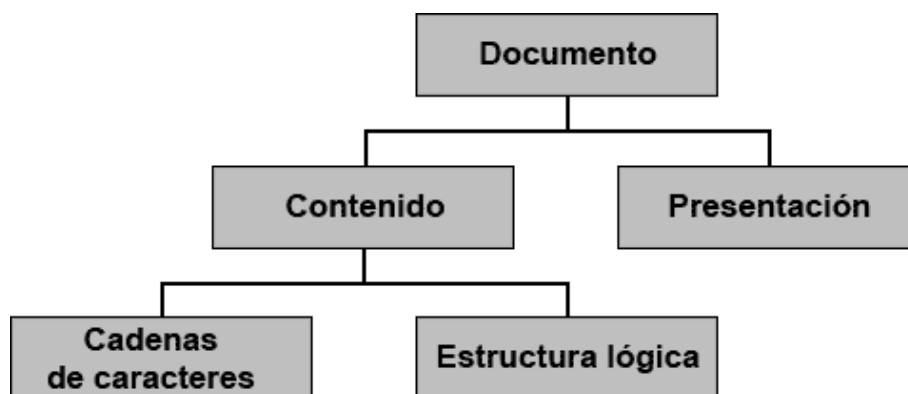 Documento
Contenido
Presentación
Cadenas
de caracteres
Estructura lógica